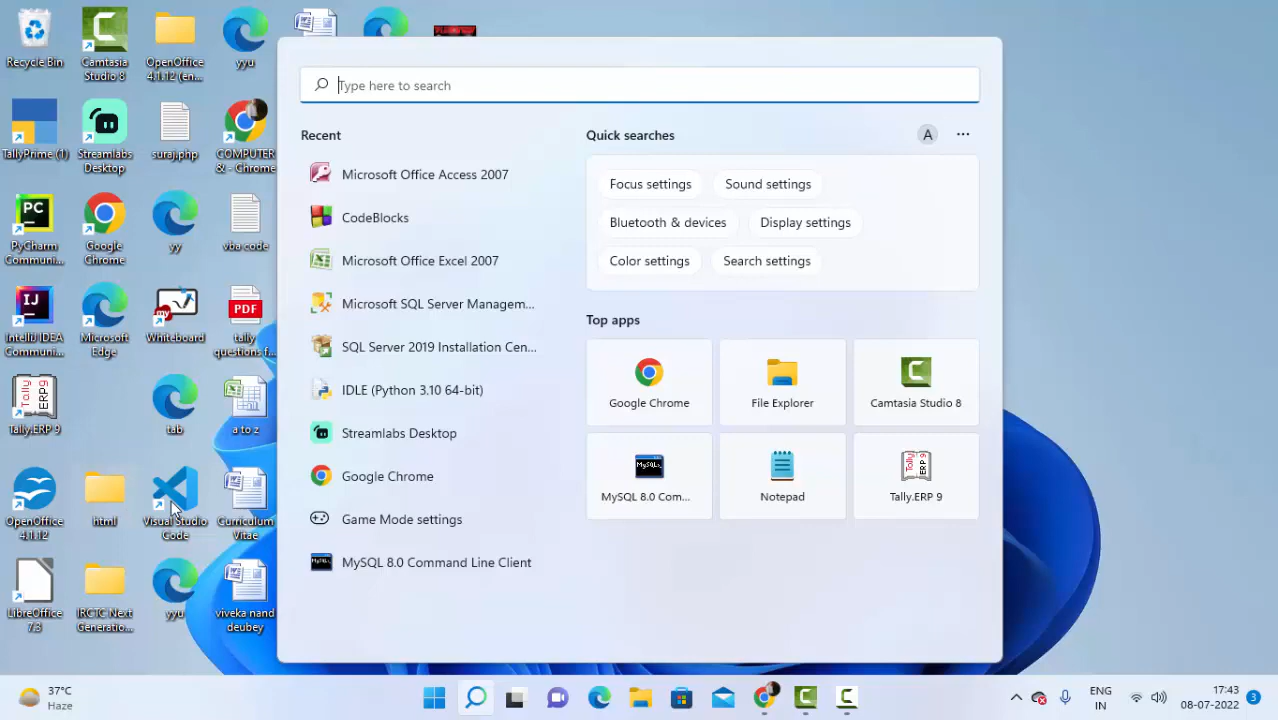 Recycle Bin
Camtasia
Studio 8
OpenOffice
4.1.12 (en...
yyu
TallyPrime (1)
Streamlabs
Desktop
suraj.php
COMPUTER
& - Chrome
PyCharm
Communi...
Google
Chrome
yy
vba code
IntelliJ IDEA
Communi...
Microsoft
Edge
Whiteboard
PDF
tally
questions f...
Tally.ERP 9
tab
a to z
OpenOffice
4.1.12
html
Visual Studio
Code
Curriculum
Vitae
LibreOffice
7.3
IRCTC Next
Generatio...
yyu
viveka nand
deubey
Type here to search
Recent
Microsoft Office Access 2007
CodeBlocks
Microsoft Office Excel 2007
Microsoft SQL Server Managem...
SQL Server 2019 Installation Cen...
IDLE (Python 3.10 64-bit)
Streamlabs Desktop
Google Chrome
Game Mode settings
MySQL 8.0 Command Line Client
Quick searches
A
Focus settings
Sound settings
Bluetooth & devices
Display settings
Color settings
Search settings
Top apps
Google Chrome
File Explorer
Camtasia Studio 8
MySQL 8.0 Com...
Notepad
Tally.ERP 9
37°C
Haze
ENG
IN
17:43
08-07-2022
3